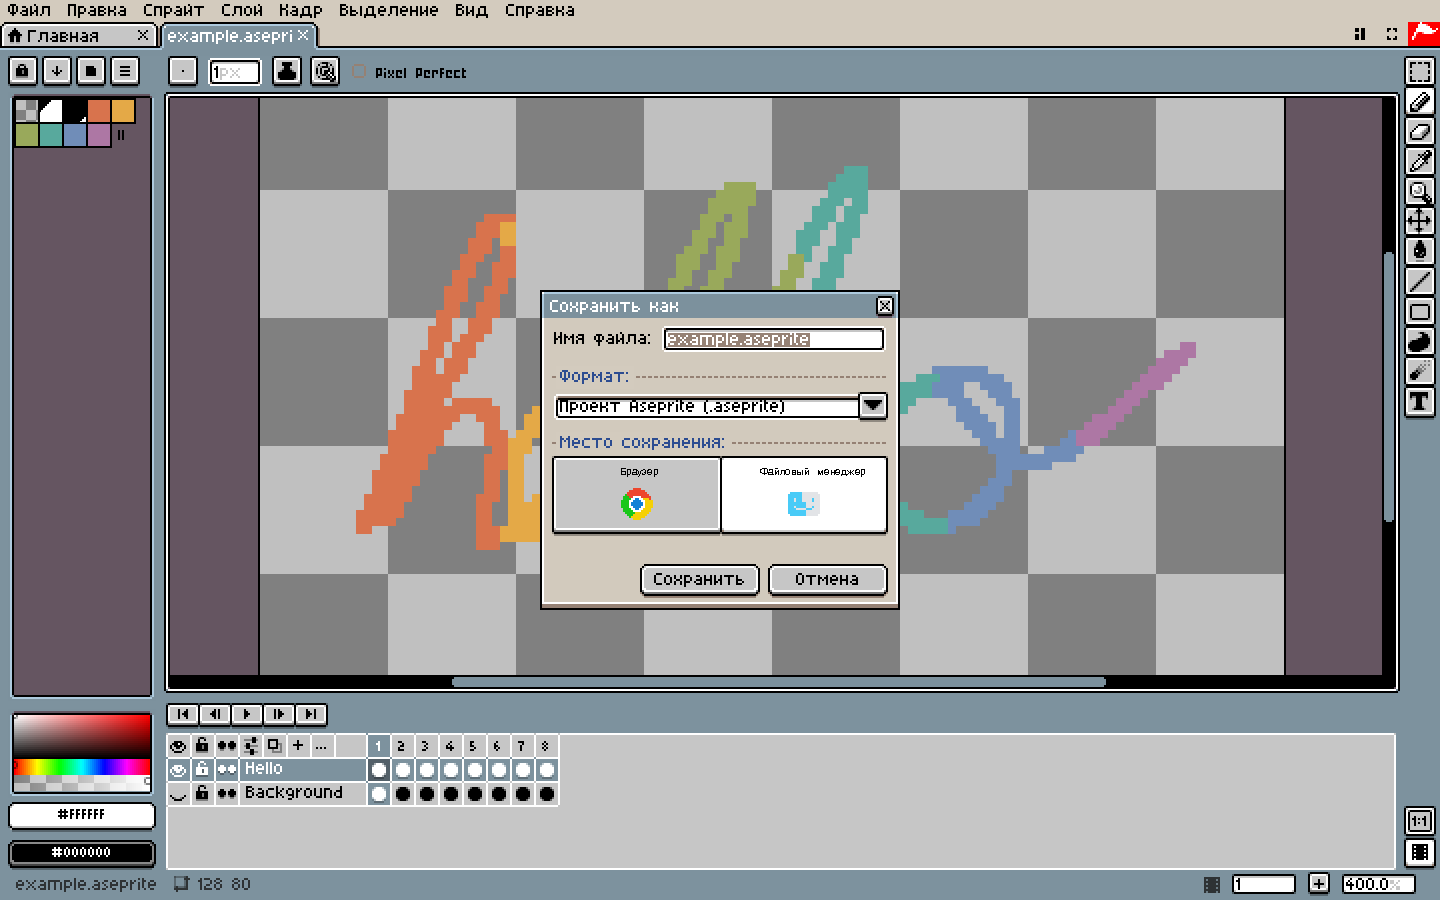 Файл Правка Спрайт Слой Кадр Выделение Вид Справка
Главная
example.asepri
1px
Pixel Perfect
Сохранить как
Имя файла: example.aseprite
Формат:
Проект Aseprite (.aseprite)
Место сохранения:
Браузер
Файловый менеджер
Сохранить
Отмена
1 2 3 4 5 6 7 8
Hello
Background
#FFFFFF
#000000
1:1
example.aseprite 128 80
1
400.0%